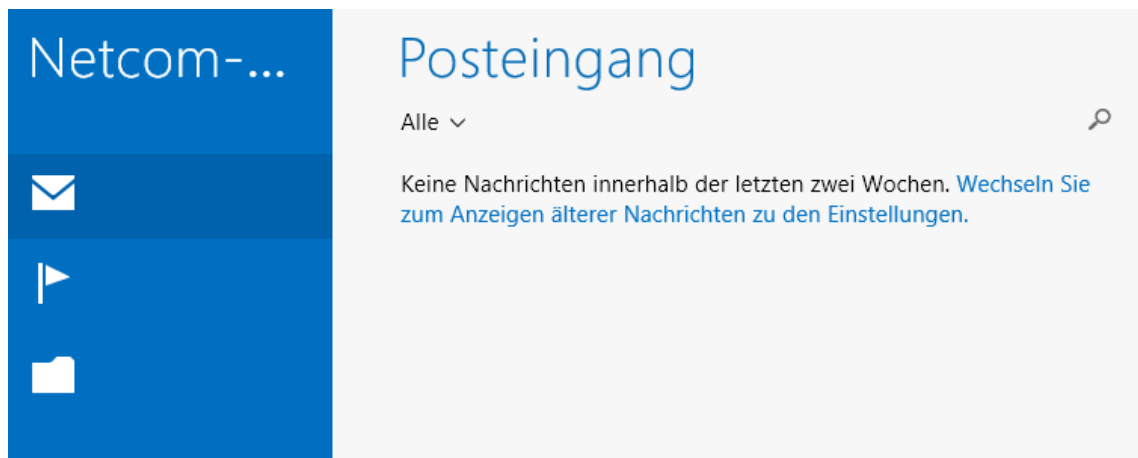 Netcom-...
Posteingang
Alle
Keine Nachrichten innerhalb der letzten zwei Wochen. Wechseln Sie
zum Anzeigen älterer Nachrichten zu den Einstellungen.